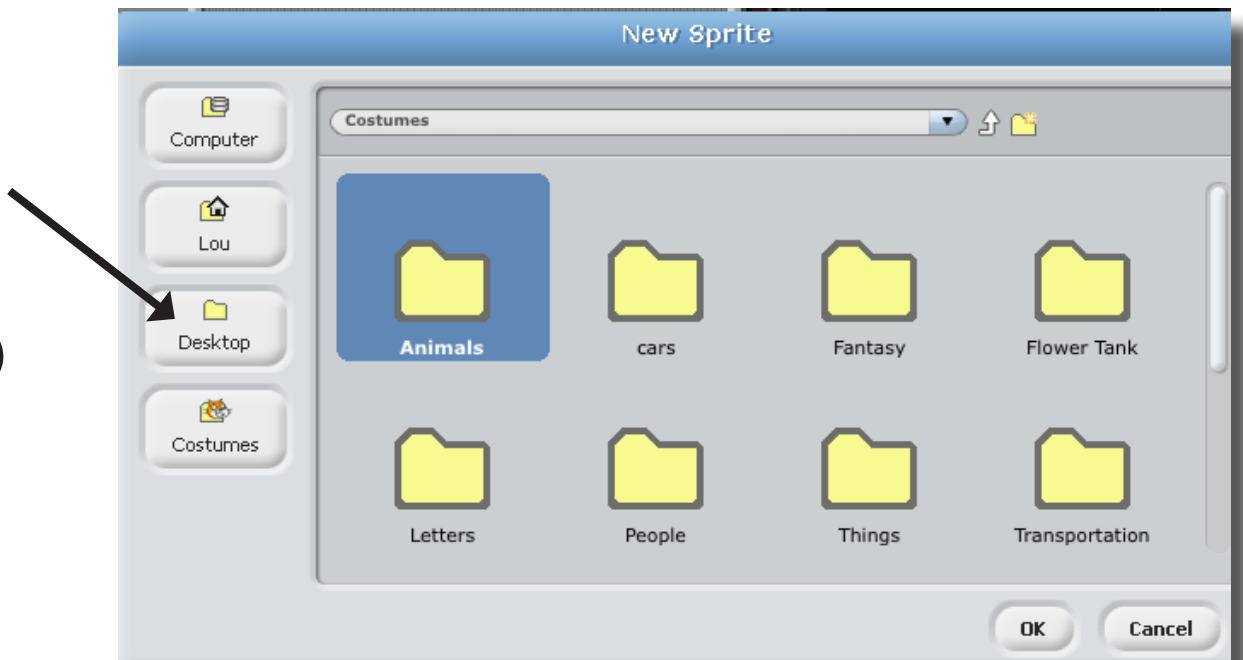 New Sprite
Computer
Lou
Desktop
Costumes
Costumes
Animals
cars
Fantasy
Flower Tank
Letters
People
Things
Transportation
OK
Cancel